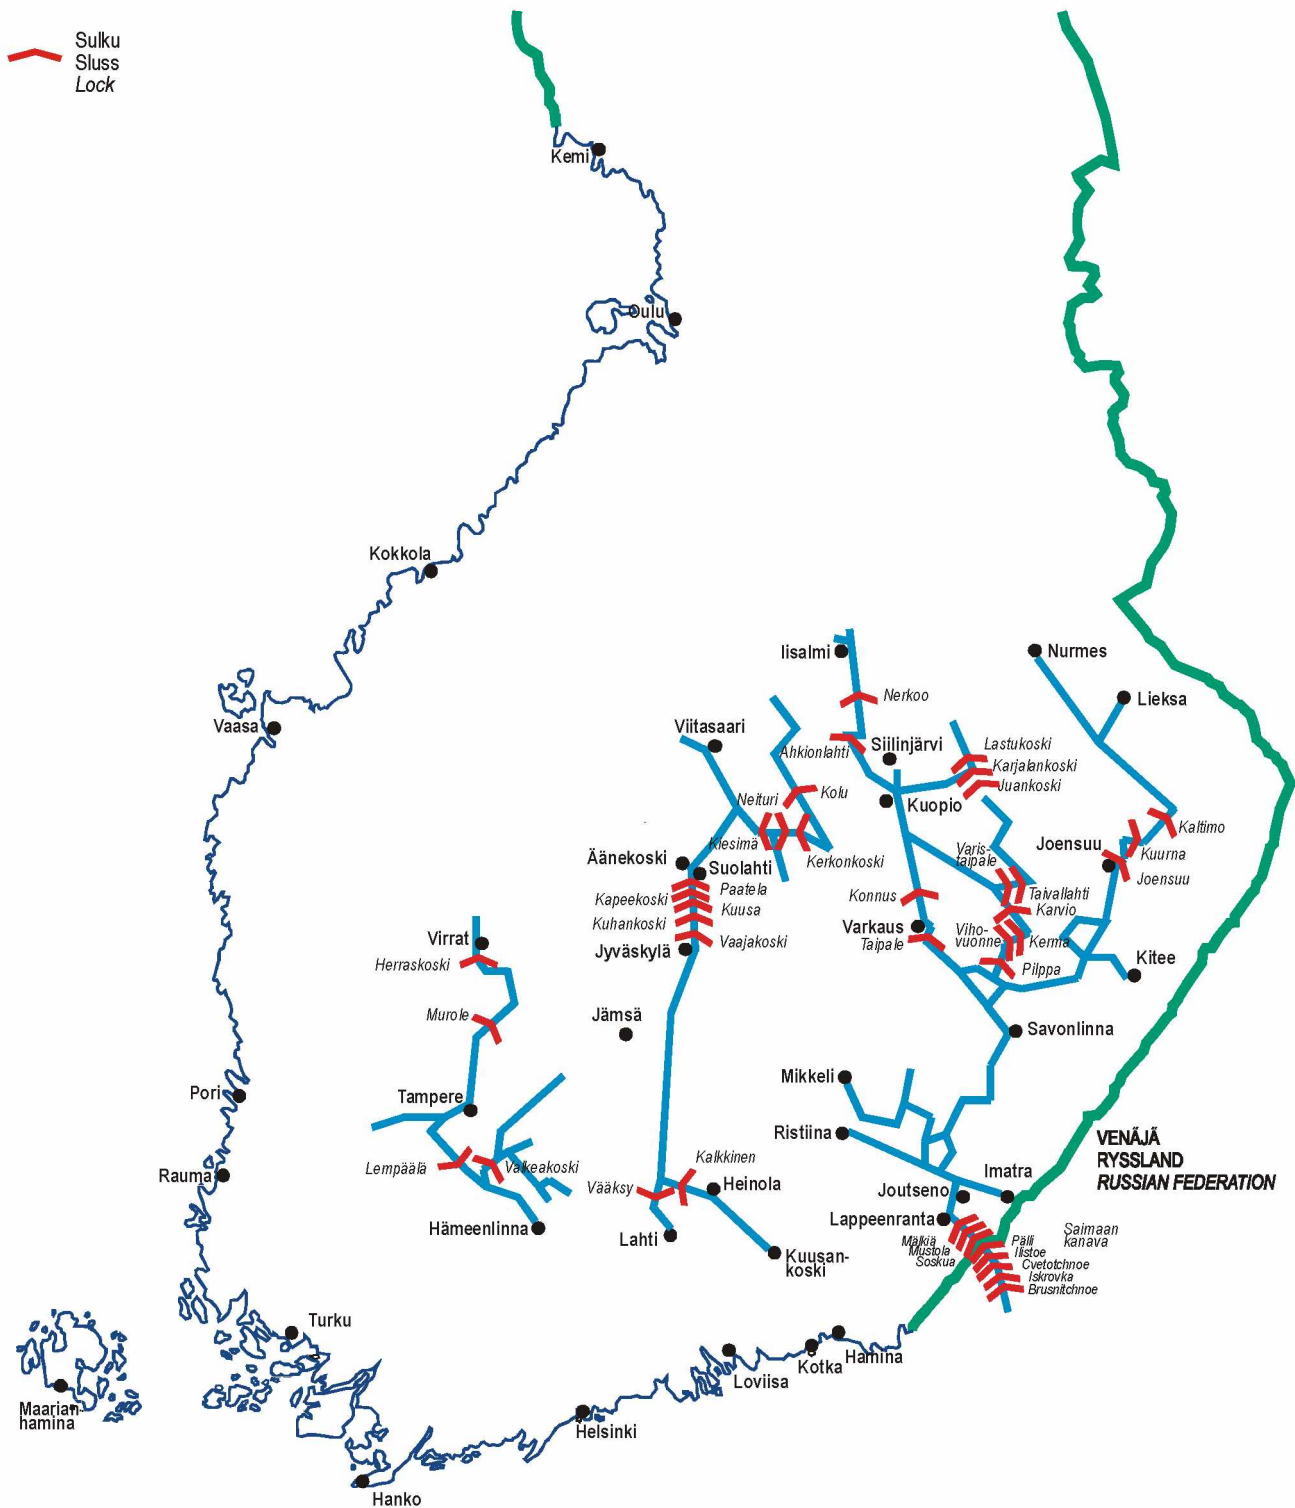 Sulku
Sluss
Lock
Kemi
Oulu
Kokkola
Iisalmi
Nurmes
Nerkoo
Lieksa
Vaasa
Viitasaari
Ahkionlahti
Siilinjärvi
Lastukoski
Karjalankoski
Juankoski
Neituri
Kolu
Kuopio
Kaltimo
Kiesimä
Kerkonkoski
Varis-
taipale
Joensuu
Kuurna
Joensuu
Äänekoski
Suolahti
Paatela
Kapeekoski
Kuusa
Kuhankoski
Vaajakoski
Konnus
Taivallahti
Karvio
Virrat
Herraskoski
Jyväskylä
Varkaus
Taipale
Viho-
vuonne
Kerma
Pilppa
Kitee
Murole
Jämsä
Savonlinna
Pori
Tampere
Mikkeli
Ristiina
VENÄJÄ
RYSSLAND
RUSSIAN FEDERATION
Rauma
Lempäälä
Valkeakoski
Kalkkinen
Vääksy
Heinola
Imatra
Joutseno
Hämeenlinna
Lahti
Kuusan-
koski
Lappeenranta
Mälkiä
Mustola
Soskua
Pälli
Ilistoe
Cvetotchnoe
Iskrovka
Brusnitchnoe
Saimaan
kanava
Turku
Maarian-
hamina
Loviisa
Kotka
Hamina
Helsinki
Hanko